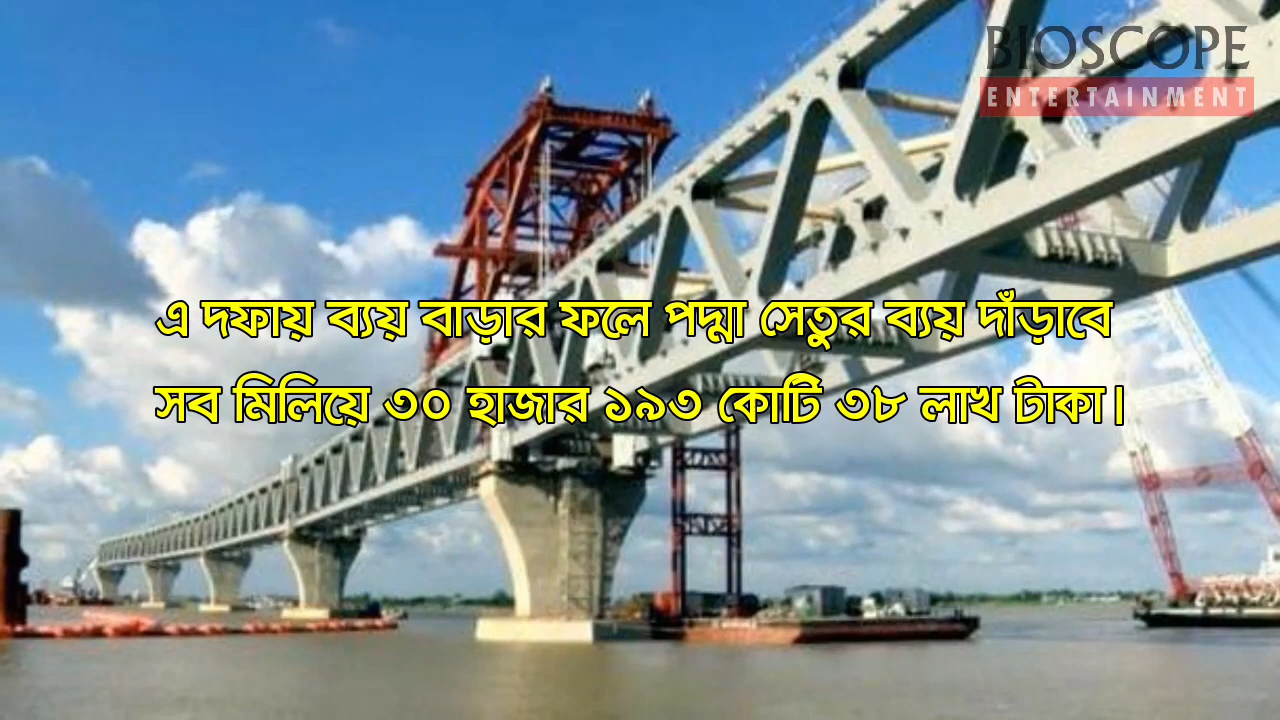 BIOSCOPE
ENTERTAINMENT
এ দফায় ব্যয় বাড়ার ফলে পদ্মা সেতুর ব্যয় দাঁড়াবে
সব মিলিয়ে ৩০ হাজার ১৯৩ কোটি ৩৮ লাখ টাকা।